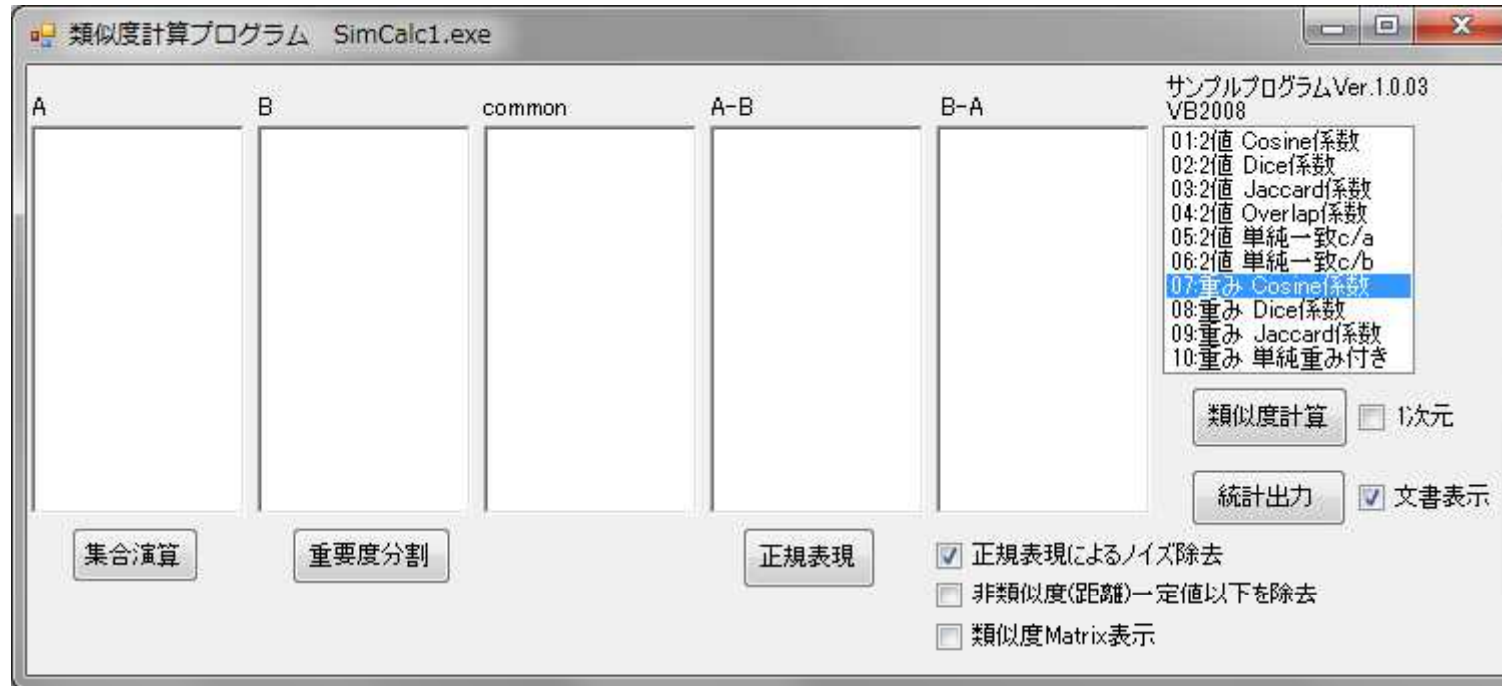 類似度計算プログラム SimCalc1.exe
サンプルプログラムVer.1.0.03
VB2008
A
B
common
A-B
B-A
01:2値 Cosine係数
02:2値 Dice係数
03:2値 Jaccard係数
04:2値 Overlap係数
05:2値 単純一致c/a
06:2値 単純一致c/b
07:重み Cosine係数
08:重み Dice係数
09:重み Jaccard係数
10:重み 単純重み付き
類似度計算
1次元
統計出力
文書表示
集合演算
重要度分割
正規表現
正規表現によるノイズ除去
非類似度(距離)一定値以下を除去
類似度Matrix表示